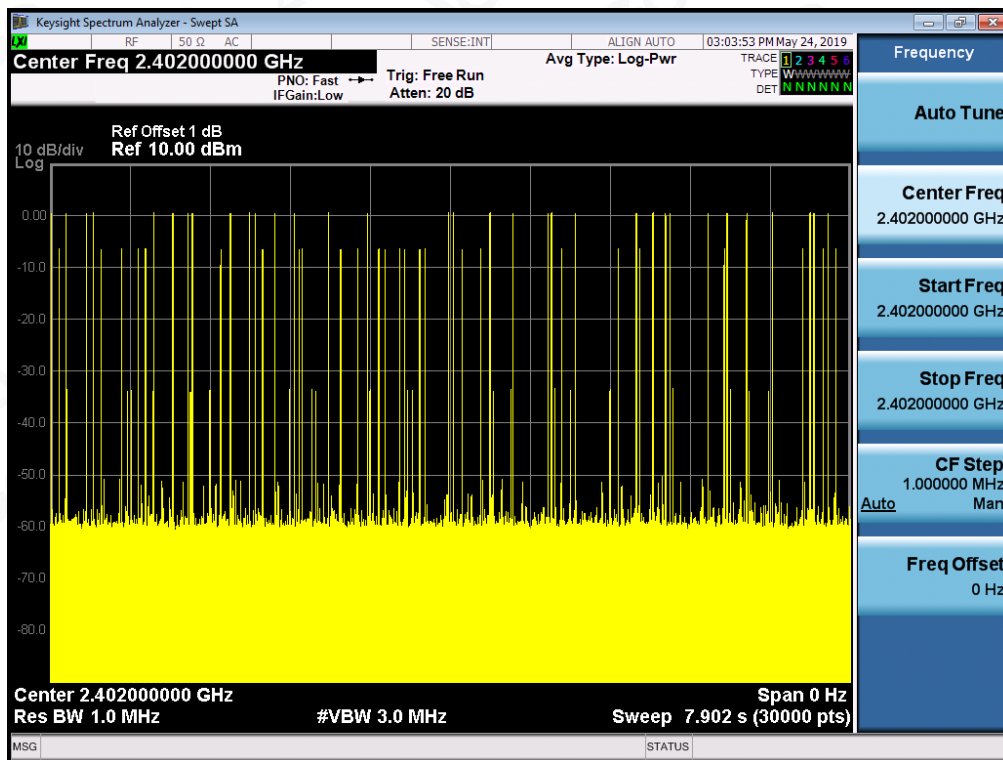 Keysight Spectrum Analyzer - Swept SA
LXI RF 50 Ω AC SENSE:INT ALIGN AUTO 03:03:53 PM May 24, 2019
Center Freq 2.402000000 GHz
PNO: Fast
IFGain:Low
Trig: Free Run
Atten: 20 dB
Avg Type: Log-Pwr
TRACE 1 2 3 4 5 6
TYPE WWWWWW
DET N N N N N N
Ref Offset 1 dB
10 dB/div Ref 10.00 dBm
Log
0.00
-10.0
-20.0
-30.0
-40.0
-50.0
-60.0
-70.0
-80.0
Center 2.402000000 GHz Span 0 Hz
Res BW 1.0 MHz #VBW 3.0 MHz Sweep 7.902 s (30000 pts)
MSG STATUS
Frequency
Auto Tune
Center Freq
2.402000000 GHz
Start Freq
2.402000000 GHz
Stop Freq
2.402000000 GHz
CF Step
1.000000 MHz
Auto Man
Freq Offset
0 Hz